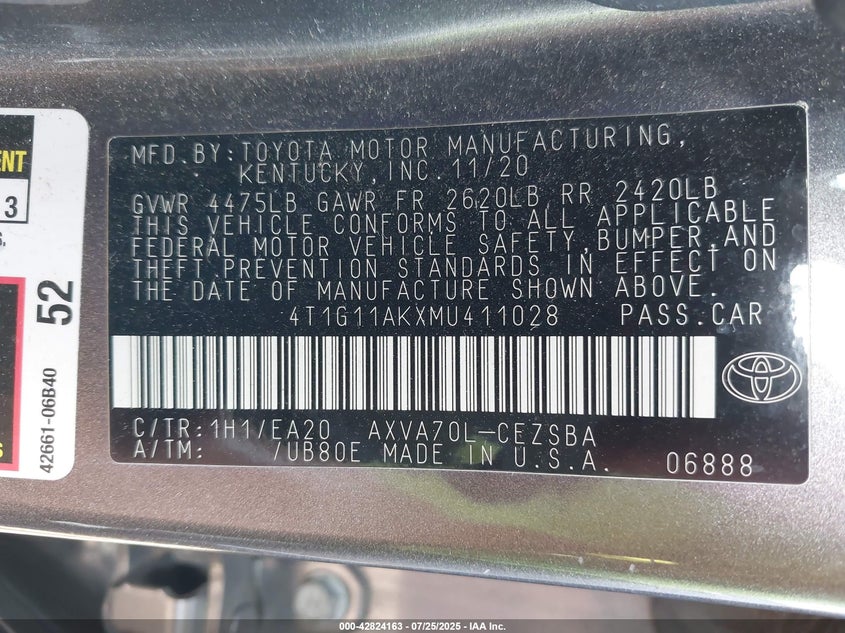 MFD.BY:TOYOTA MOTOR MANUFACTURING,
KENTUCKY,INC.11/20
GVWR 4475LB GAWR FR 2620LB RR 2420LB
THIS VEHICLE CONFORMS TO ALL APPLICABLE
FEDERAL MOTOR VEHICLE SAFETY,BUMPER,AND
THEFT PREVENTION STANDARDS IN EFFECT ON
THE DATE OF MANUFACTURE SHOWN ABOVE.
4T1G11AKXMU411028 PASS.CAR
C/TR:1H1/EA20 AXVA70L-CEZSBA
A/TM: /UB80E MADE IN U.S.A. 06888
3
52
42661-06B40
000-42824163 - 07/25/2025 - IAA Inc.